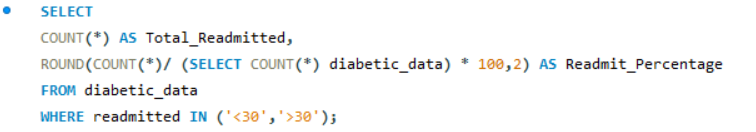 SELECT
COUNT(*) AS Total_Readmitted,
ROUND(COUNT(*)/ (SELECT COUNT(*) diabetic_data) * 100,2) AS Readmit_Percentage
FROM diabetic_data
WHERE readmitted IN ('<30','>30');